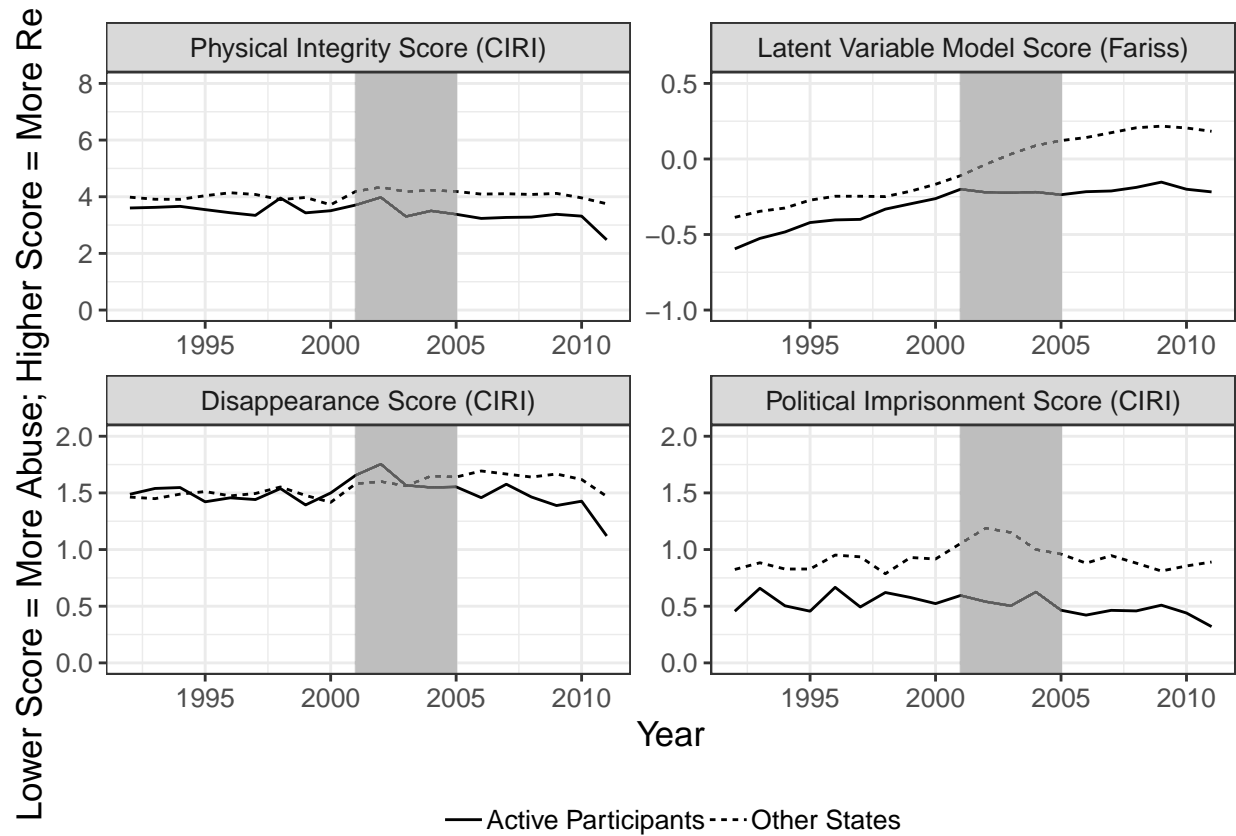 Lower Score = More Abuse; Higher Score = More Re
Physical Integrity Score (CIRI)
8
6
4
2
0
1995 2000 2005 2010
Latent Variable Model Score (Fariss)
0.5
0.0
−0.5
−1.0
1995 2000 2005 2010
Disappearance Score (CIRI)
2.0
1.5
1.0
0.5
0.0
1995 2000 2005 2010
Political Imprisonment Score (CIRI)
2.0
1.5
1.0
0.5
0.0
1995 2000 2005 2010
Year
Active Participants Other States